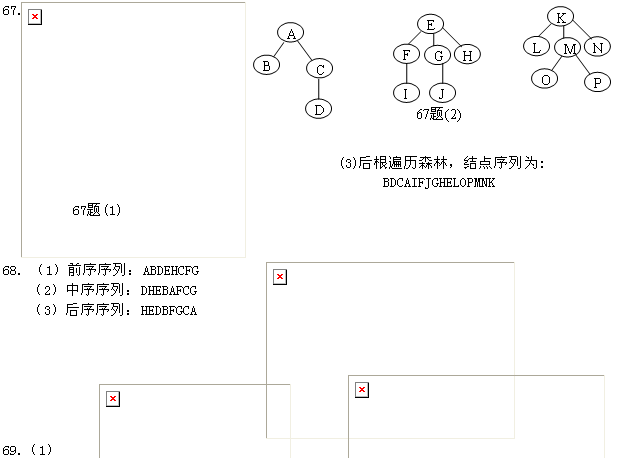 67.
A
B
C
D
E
F
G
H
I
J
K
L
M
N
O
P
67题(2)
(3)后根遍历森林，结点序列为:
BDCAIFJGHELOPMNK
67题(1)
68. （1）前序序列：ABDEHCFG
（2）中序序列：DHEBAFCG
（3）后序序列：HEDBFGCA
69.（1）